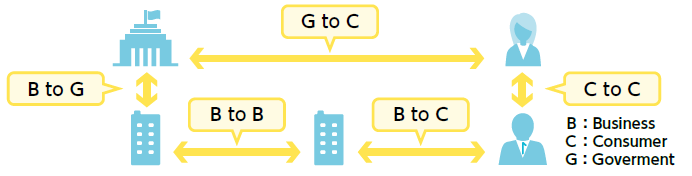 G to C
B to G
C to C
B to B
B to C
B：Business
C：Consumer
G：Goverment